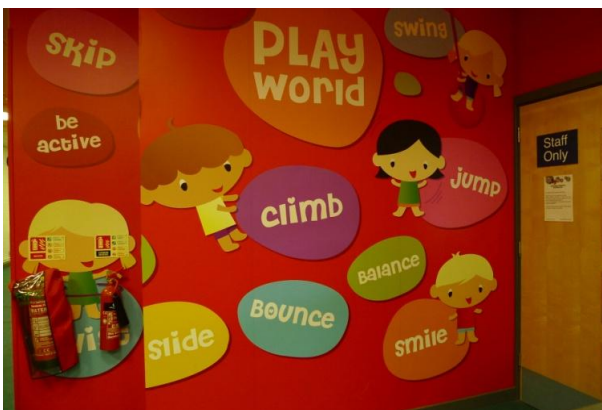 SKiP
PLAY
WORLD
swing
be
active
Staff
Only
climb
jump
BaLance
BOUNCe
slide
smile